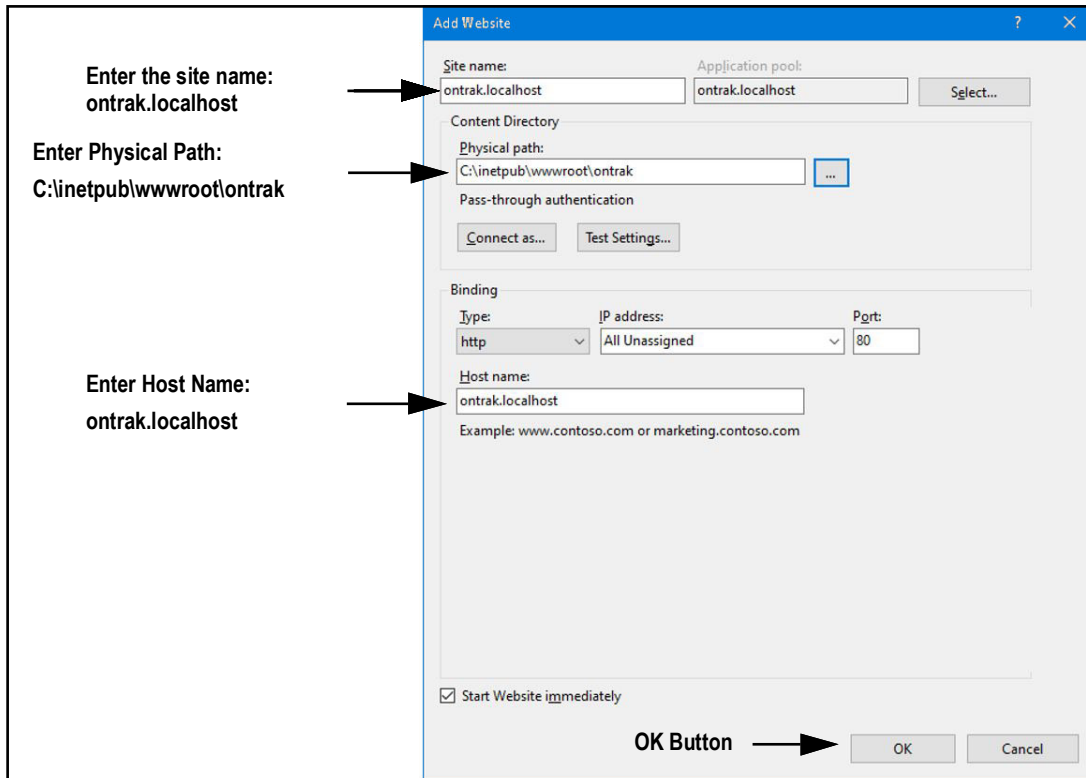 Add Website
? ×
Enter the site name:
ontrak.localhost
Site name:
Application pool:
ontrak.localhost
ontrak.localhost
Select...
Content Directory
Enter Physical Path:
C:\inetpub\wwwroot\ontrak
Physical path:
C:\inetpub\wwwroot\ontrak
...
Pass-through authentication
Connect as...
Test Settings...
Binding
Type:
IP address:
Port:
http
All Unassigned
80
Enter Host Name:
ontrak.localhost
Host name:
ontrak.localhost
Example: www.contoso.com or marketing.contoso.com
Start Website immediately
OK Button
OK
Cancel